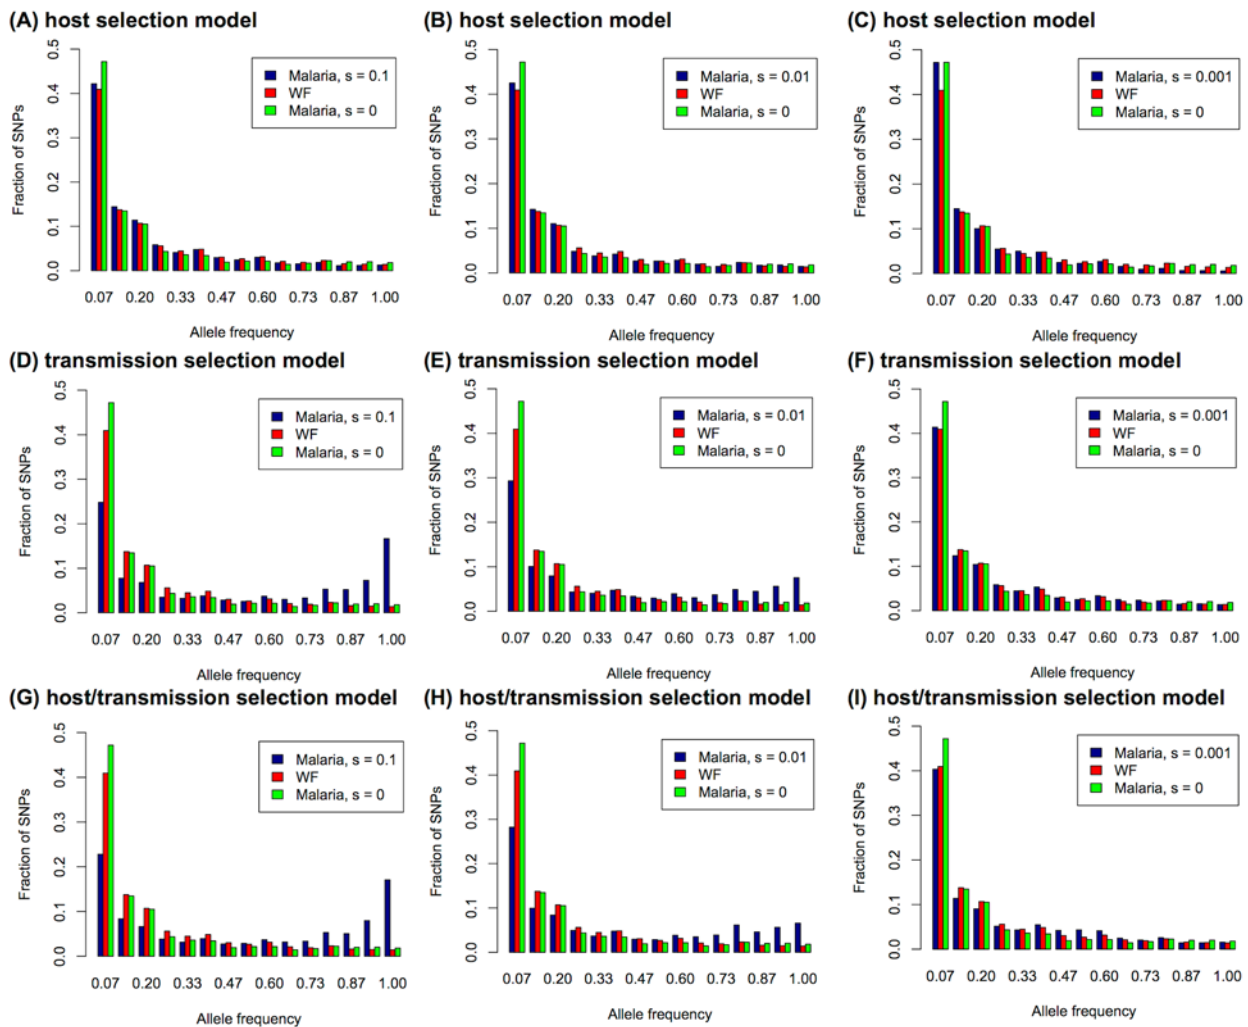 (A) host selection model
Fraction of SNPs
0.5
0.4
0.3
0.2
0.1
0.0
Malaria, s = 0.1
WF
Malaria, s = 0
0.07 0.20 0.33 0.47 0.60 0.73 0.87 1.00
Allele frequency
(B) host selection model
Fraction of SNPs
0.5
0.4
0.3
0.2
0.1
0.0
Malaria, s = 0.01
WF
Malaria, s = 0
0.07 0.20 0.33 0.47 0.60 0.73 0.87 1.00
Allele frequency
(C) host selection model
Fraction of SNPs
0.5
0.4
0.3
0.2
0.1
0.0
Malaria, s = 0.001
WF
Malaria, s = 0
0.07 0.20 0.33 0.47 0.60 0.73 0.87 1.00
Allele frequency
(D) transmission selection model
Fraction of SNPs
0.5
0.4
0.3
0.2
0.1
0.0
Malaria, s = 0.1
WF
Malaria, s = 0
0.07 0.20 0.33 0.47 0.60 0.73 0.87 1.00
Allele frequency
(E) transmission selection model
Fraction of SNPs
0.5
0.4
0.3
0.2
0.1
0.0
Malaria, s = 0.01
WF
Malaria, s = 0
0.07 0.20 0.33 0.47 0.60 0.73 0.87 1.00
Allele frequency
(F) transmission selection model
Fraction of SNPs
0.5
0.4
0.3
0.2
0.1
0.0
Malaria, s = 0.001
WF
Malaria, s = 0
0.07 0.20 0.33 0.47 0.60 0.73 0.87 1.00
Allele frequency
(G) host/transmission selection model
Fraction of SNPs
0.5
0.4
0.3
0.2
0.1
0.0
Malaria, s = 0.1
WF
Malaria, s = 0
0.07 0.20 0.33 0.47 0.60 0.73 0.87 1.00
Allele frequency
(H) host/transmission selection model
Fraction of SNPs
0.5
0.4
0.3
0.2
0.1
0.0
Malaria, s = 0.01
WF
Malaria, s = 0
0.07 0.20 0.33 0.47 0.60 0.73 0.87 1.00
Allele frequency
(I) host/transmission selection model
Fraction of SNPs
0.5
0.4
0.3
0.2
0.1
0.0
Malaria, s = 0.001
WF
Malaria, s = 0
0.07 0.20 0.33 0.47 0.60 0.73 0.87 1.00
Allele frequency